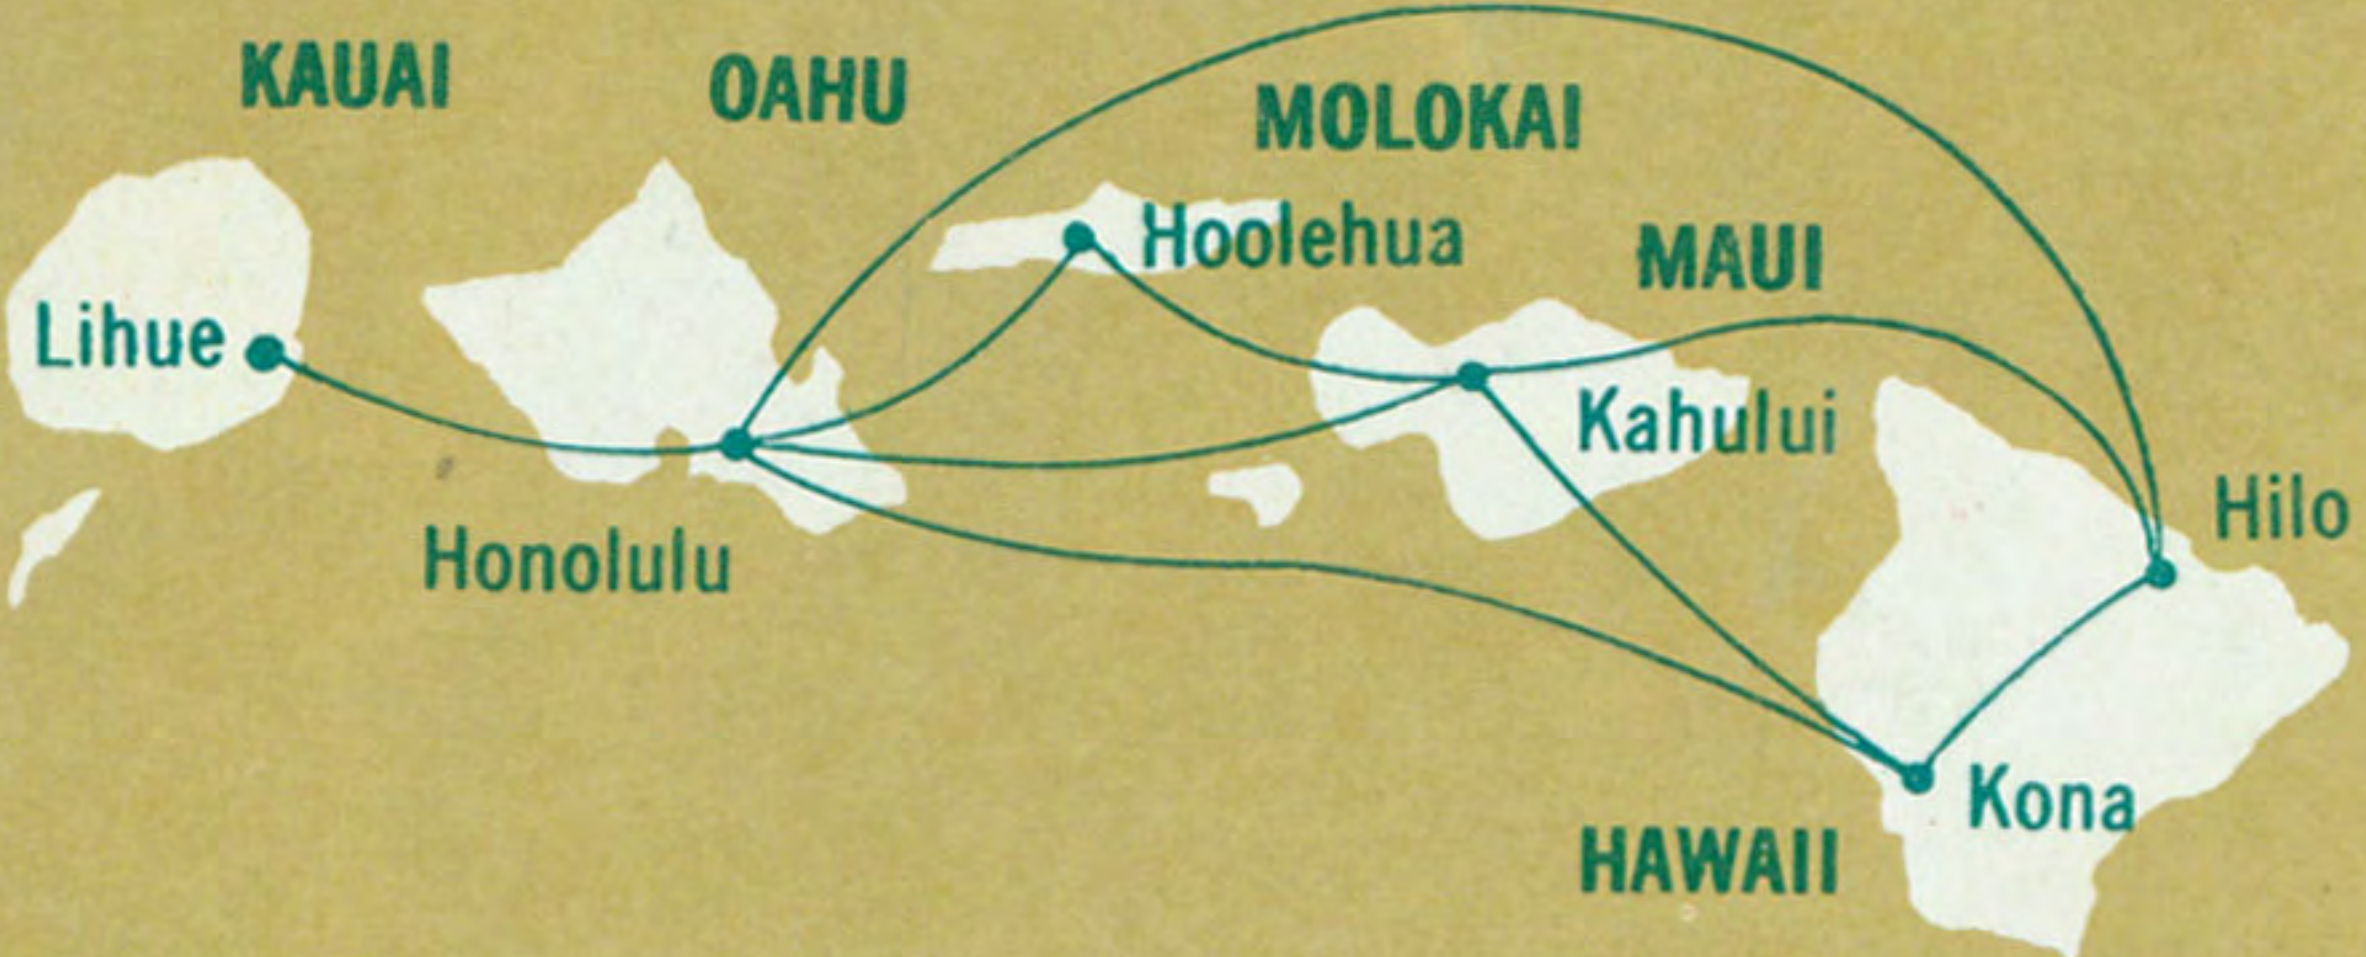 KAUAI
OAHU
MOLOKAI
Hoolehua
MAUI
Lihue
Kahului
Hilo
Honolulu
Kona
HAWAII